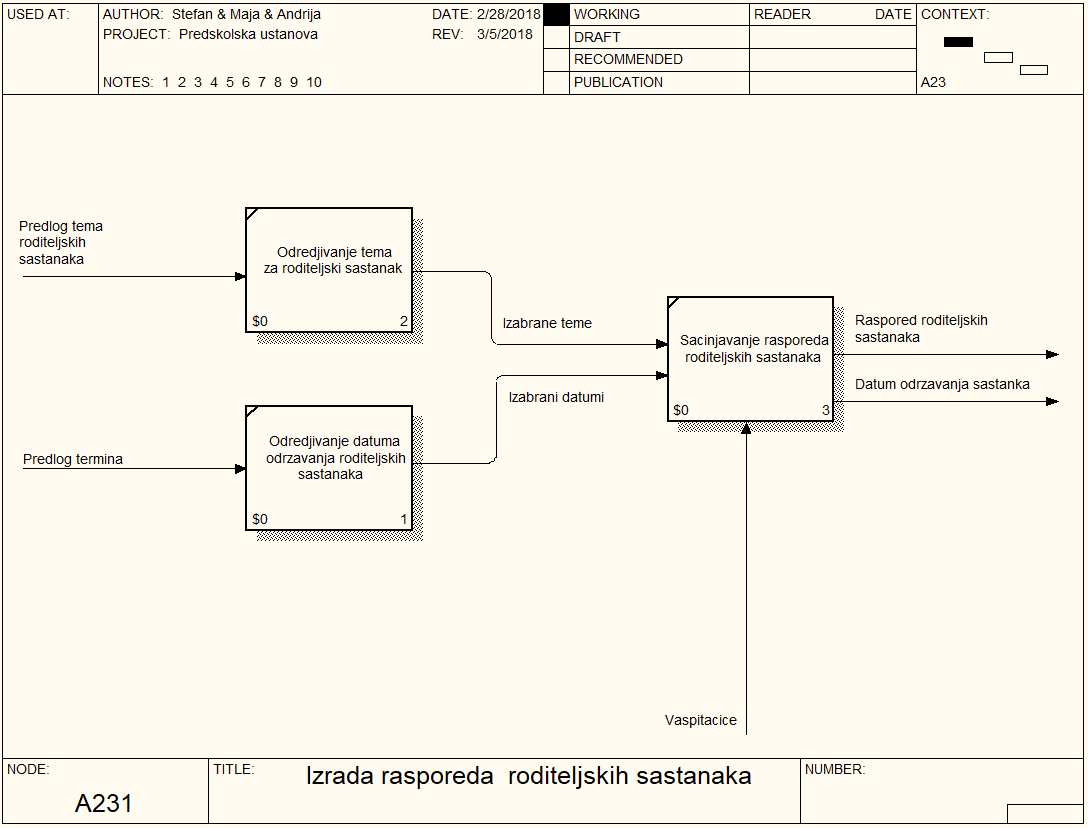 USED AT:
AUTHOR: Stefan & Maja & Andrija
DATE: 2/28/2018
PROJECT: Predskolska ustanova
REV: 3/5/2018
NOTES: 1 2 3 4 5 6 7 8 9 10
WORKING
DRAFT
RECOMMENDED
PUBLICATION
READER DATE
CONTEXT:
A23
Predlog tema
roditeljskih
sastanaka
Odredjivanje tema
za roditeljski sastanak
$0 2
Izabrane teme
Sacinjavanje rasporeda
roditeljskih sastanaka
$0 3
Raspored roditeljskih
sastanaka
Datum odrzavanja sastanka
Izabrani datumi
Predlog termina
Odredjivanje datuma
odrzavanja roditeljskih
sastanaka
$0 1
Vaspitacice
NODE:
A231
TITLE:
Izrada rasporeda roditeljskih sastanaka
NUMBER: